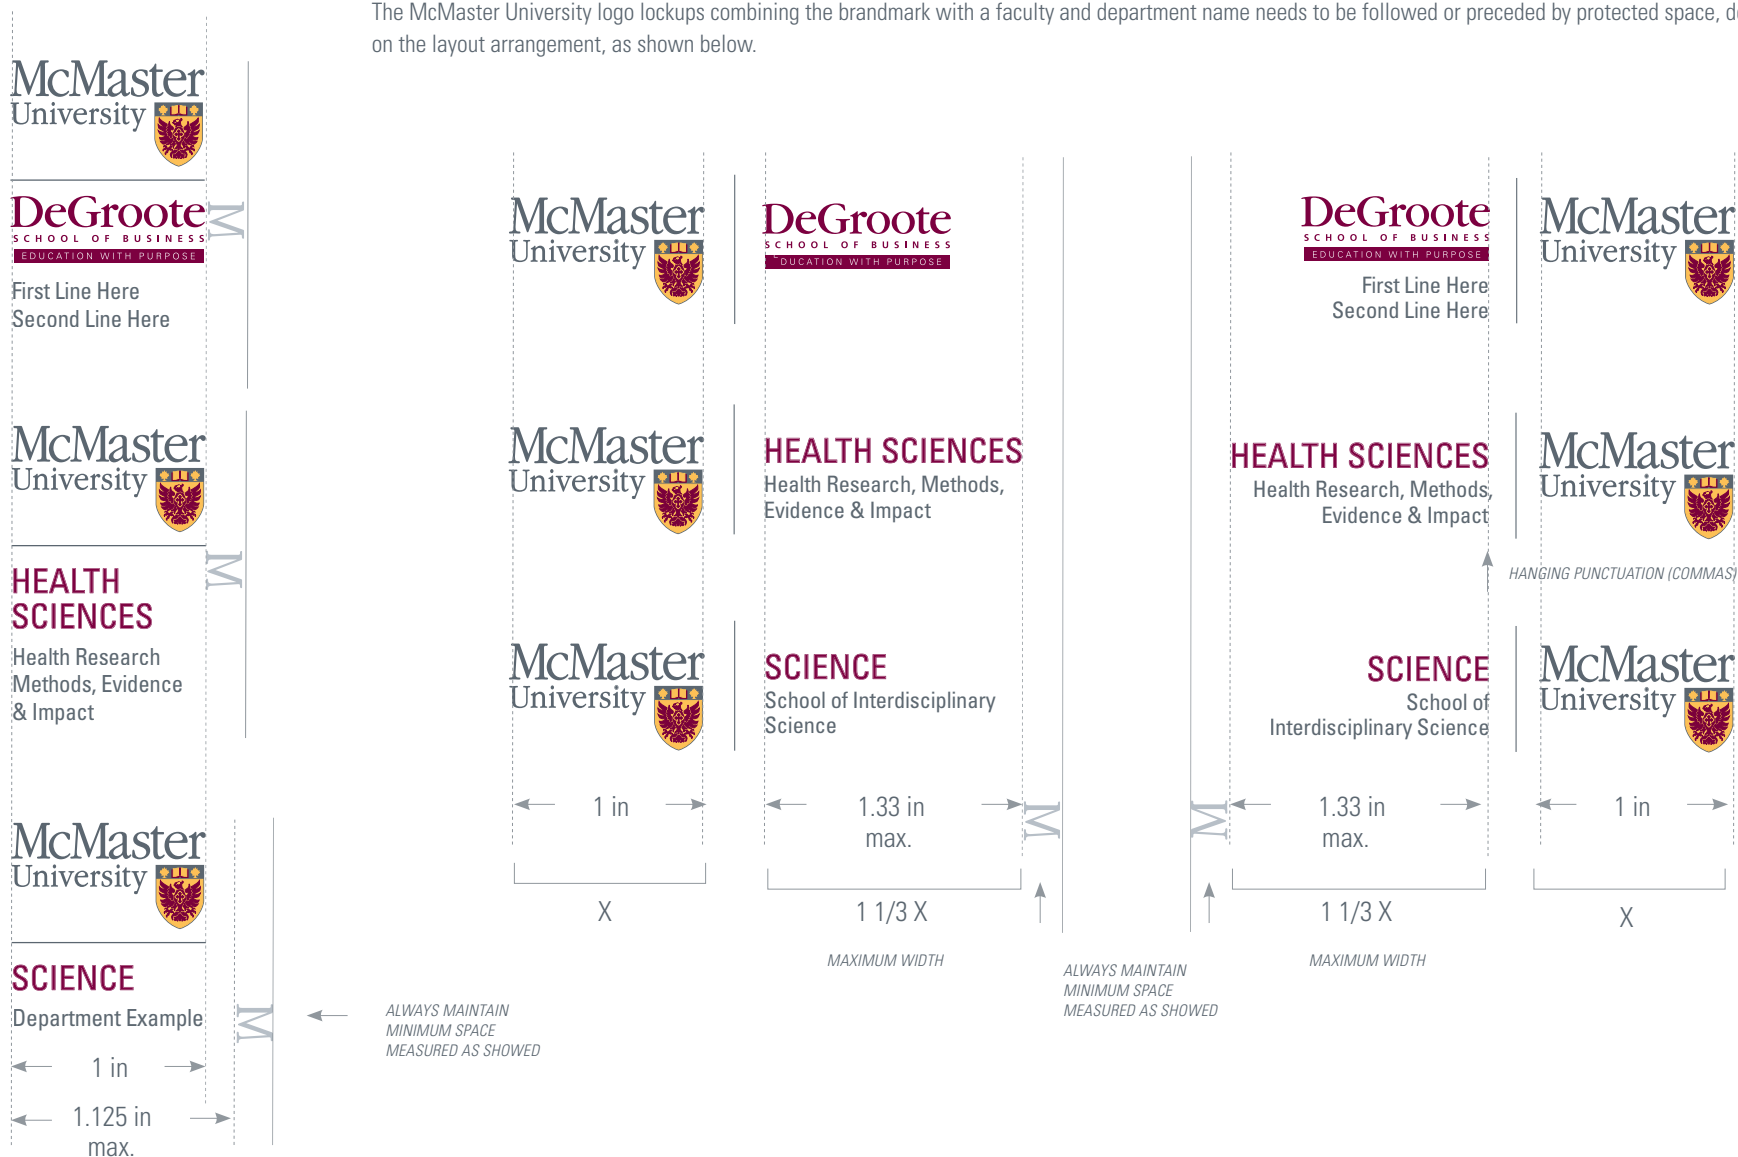 The McMaster University logo lockups combining the brandmark with a faculty and department name needs to be followed or preceded by protected space,
on the layout arrangement, as shown below.
McMaster
University
DeGroote
SCHOOL OF BUSINESS
EDUCATION WITH PURPOSE
First Line Here
Second Line Here
M
McMaster
University
HEALTH
SCIENCES
Health Research
Methods, Evidence
& Impact
M
McMaster
University
SCIENCE
Department Example
M
1 in
1.125 in
max.
ALWAYS MAINTAIN
MINIMUM SPACE
MEASURED AS SHOWED
McMaster
University
DeGroote
SCHOOL OF BUSINESS
EDUCATION WITH PURPOSE
McMaster
University
HEALTH SCIENCES
Health Research, Methods,
Evidence & Impact
McMaster
University
SCIENCE
School of Interdisciplinary
Science
1 in
1.33 in
max.
M
X
1 1/3 X
MAXIMUM WIDTH
ALWAYS MAINTAIN
MINIMUM SPACE
MEASURED AS SHOWED
DeGroote
SCHOOL OF BUSINESS
EDUCATION WITH PURPOSE
First Line Here
Second Line Here
McMaster
University
HEALTH SCIENCES
Health Research, Methods,
Evidence & Impact
McMaster
University
HANGING PUNCTUATION (COMMAS)
SCIENCE
School of
Interdisciplinary Science
McMaster
University
M
1.33 in
max.
1 in
1 1/3 X
X
MAXIMUM WIDTH